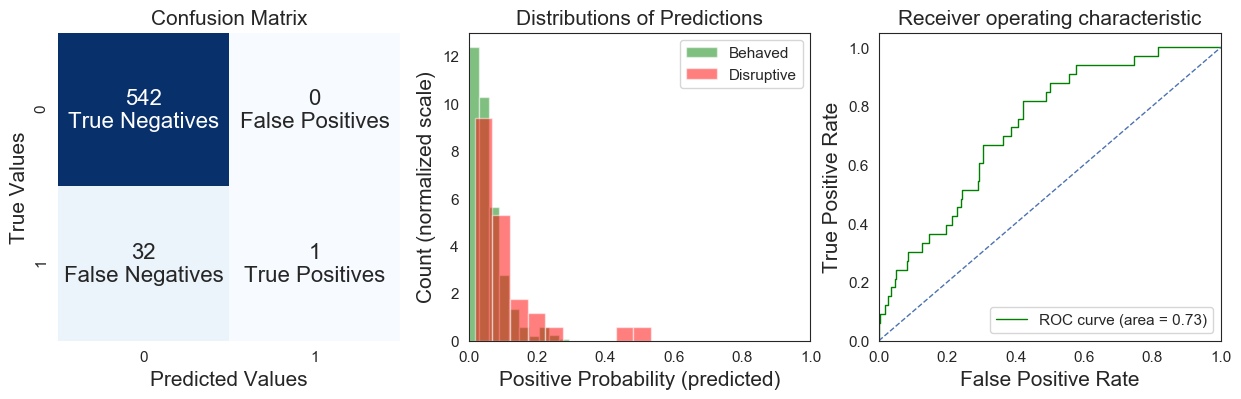 Confusion Matrix
542
True Negatives
0
False Positives
32
False Negatives
1
True Positives
0
1
True Values
0
1
Predicted Values
Distributions of Predictions
Behaved
Disruptive
12
10
8
6
4
2
0
Count (normalized scale)
0.0 0.2 0.4 0.6 0.8 1.0
Positive Probability (predicted)
Receiver operating characteristic
1.0
0.8
0.6
0.4
0.2
0.0
True Positive Rate
ROC curve (area = 0.73)
0.0 0.2 0.4 0.6 0.8 1.0
False Positive Rate